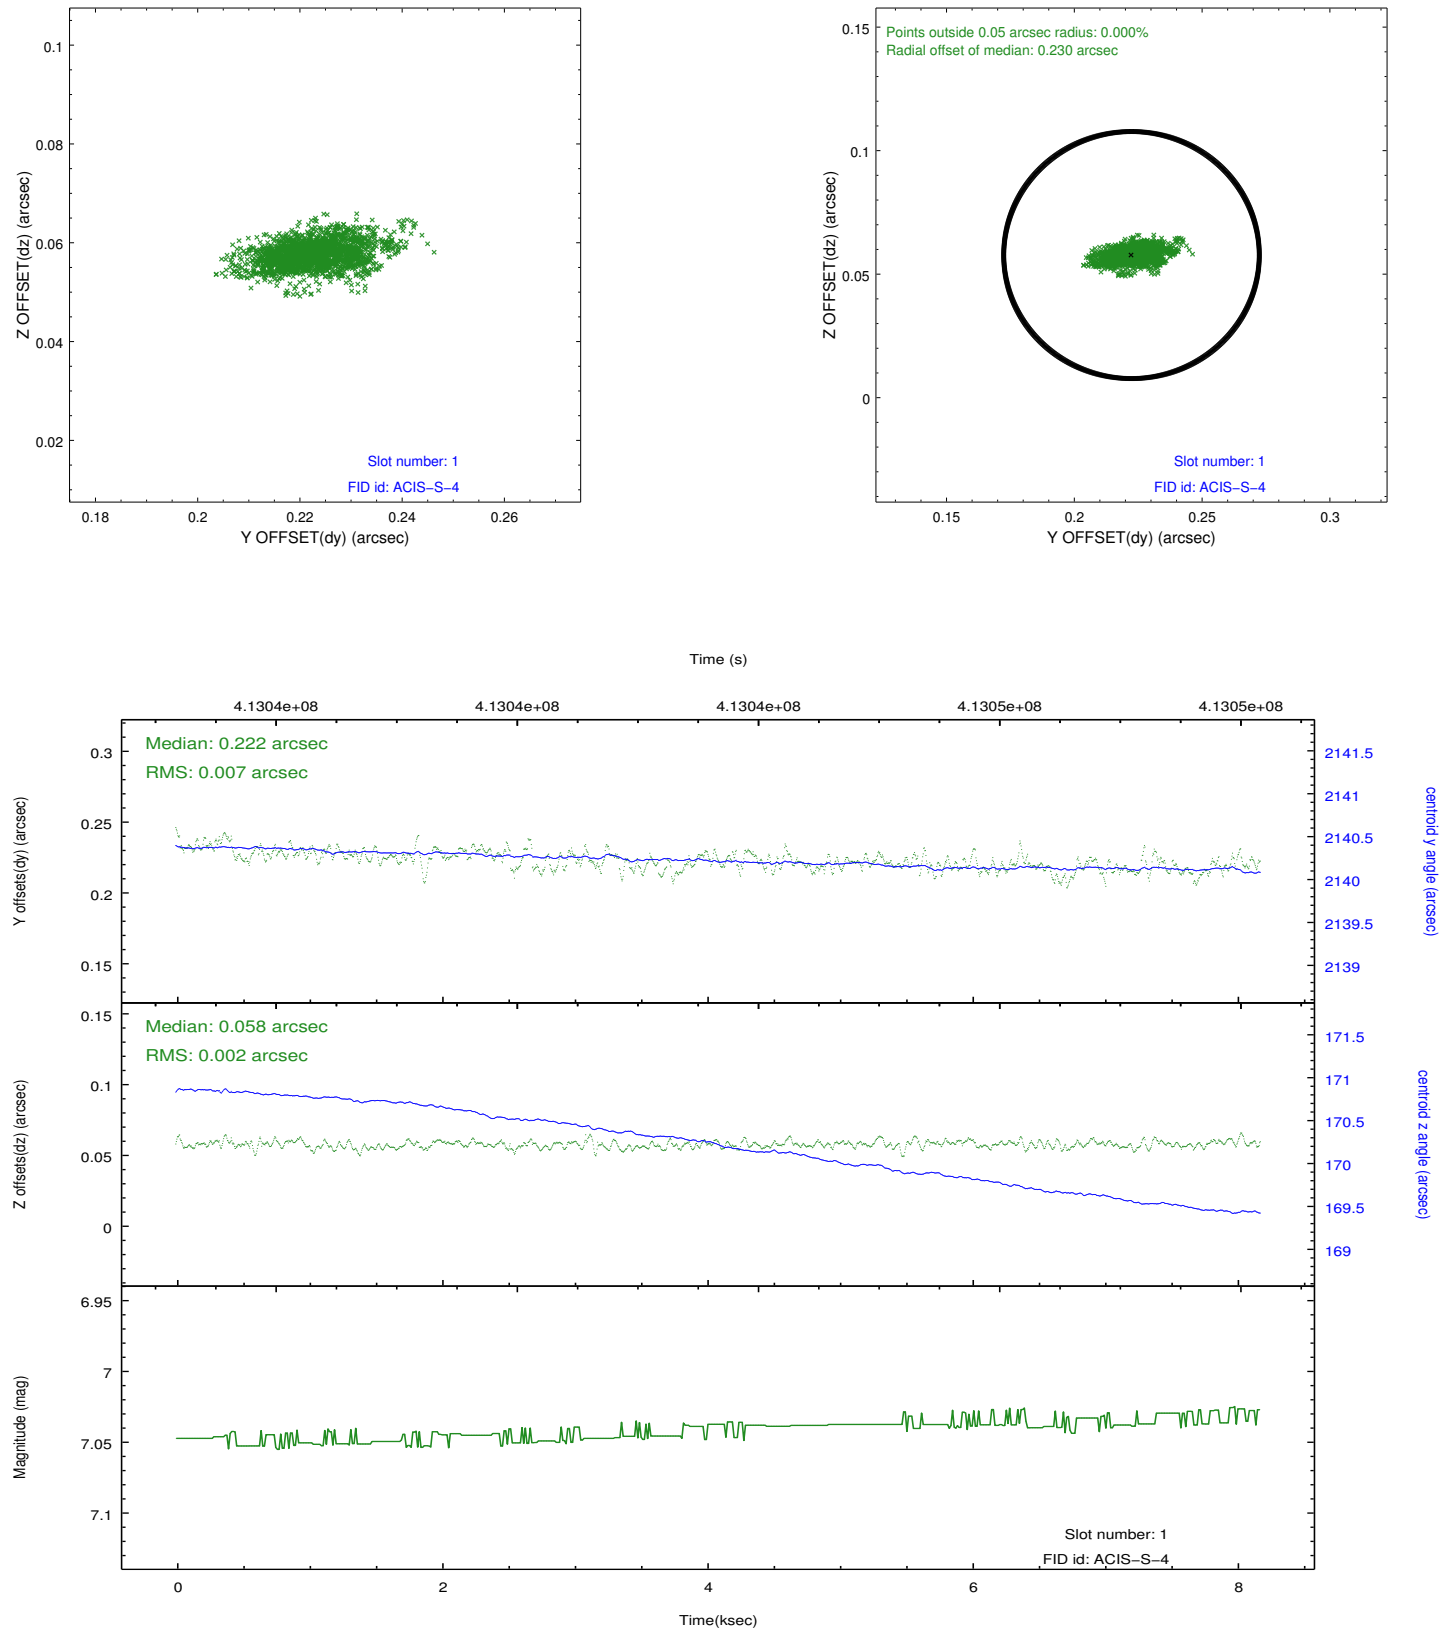 0.1
0.08
0.06
0.04
0.02
Z OFFSET(dz) (arcsec)
Slot number: 1
FID id: ACIS-S-4
0.18
0.2
0.22
0.24
0.26
Y OFFSET(dy) (arcsec)
Points outside 0.05 arcsec radius: 0.000%
Radial offset of median: 0.230 arcsec
0.15
0.1
0.05
0
Z OFFSET(dz) (arcsec)
Slot number: 1
FID id: ACIS-S-4
0.15
0.2
0.25
0.3
Y OFFSET(dy) (arcsec)
Time (s)
4.1304e+08
4.1304e+08
4.1304e+08
4.1305e+08
4.1305e+08
Median: 0.222 arcsec
RMS: 0.007 arcsec
0.3
0.25
0.2
0.15
Y offsets(dy) (arcsec)
2141.5
2141
2140.5
2140
2139.5
2139
centroid y angle (arcsec)
Median: 0.058 arcsec
RMS: 0.002 arcsec
0.15
0.1
0.05
0
Z offsets(dz) (arcsec)
171.5
171
170.5
170
169.5
169
centroid z angle (arcsec)
6.95
7
7.05
7.1
Magnitude (mag)
Slot number: 1
FID id: ACIS-S-4
0
2
4
6
8
Time(ksec)